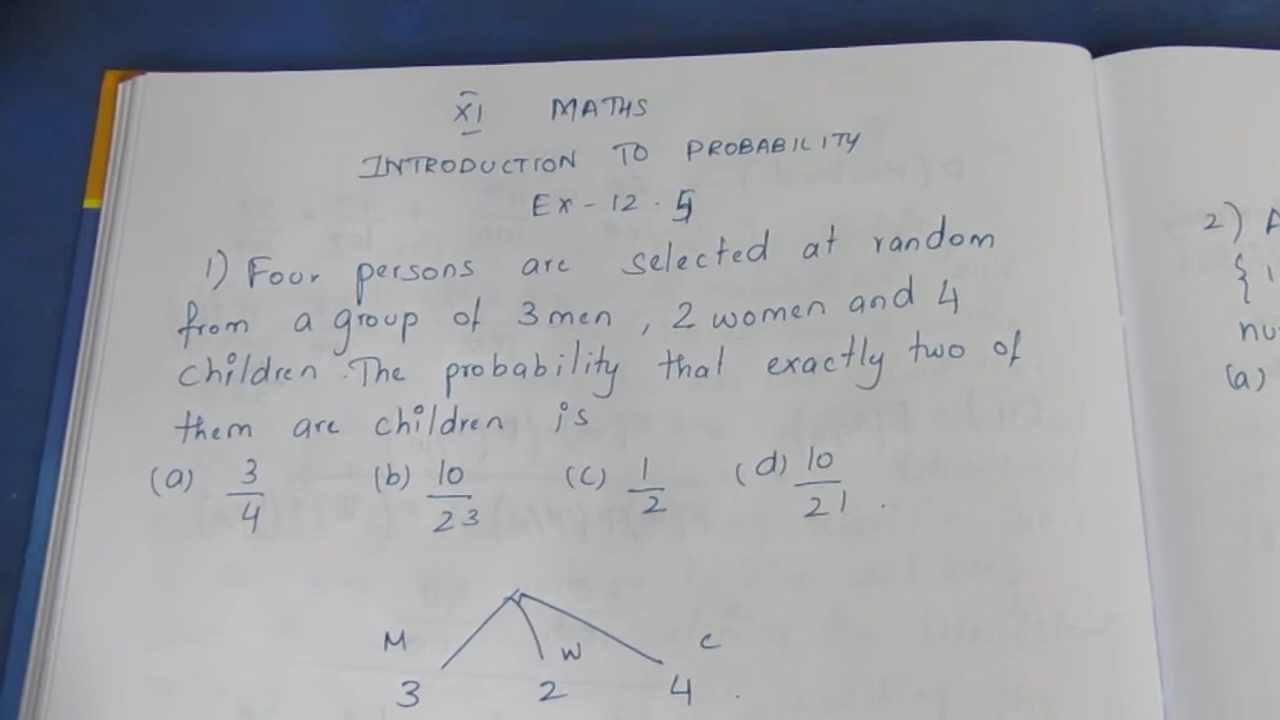 XI MATHS
INTRODUCTION TO PROBABILITY
Ex - 12.5
1) Four persons are selected at random
from a group of 3 men, 2 women and 4
children. The probability that exactly two of
them are children is
(a) 3/4 (b) 10/23 (c) 1/2 (d) 10/21.
M W C
3 2 4.
2) A
{ 1
nu
(a)